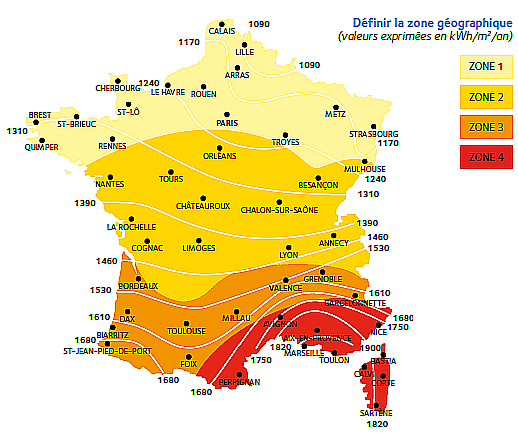 Définir la zone géographique
(valeurs exprimées en kWh/m²/an)
ZONE 1
ZONE 2
ZONE 3
ZONE 4
CALAIS
1090
1170
LILLE
1090
ARRAS
1240
CHERBOURG
LE HAVRE
ROUEN
BREST
ST-BRIEUC
ST-LÔ
METZ
PARIS
1310
STRASBOURG
QUIMPER
RENNES
TROYES
1170
ORLÉANS
MULHOUSE
1240
NANTES
TOURS
BESANÇON
1310
1390
CHÂTEAUROUX
CHALON-SUR-SAÔNE
LA ROCHELLE
1390
COGNAC
LIMOGES
ANNECY
1460
LYON
1530
1460
GRENOBLE
1530
BORDEAUX
VALENCE
1610
BARCELONNETTE
1610
DAX
MILLAU
1680
BIARRITZ
TOULOUSE
AVIGNON
1750
NICE
1680
AIX-EN-PROVENCE
ST-JEAN-PIED-DE-PORT
1820
MARSEILLE
1900
FOIX
1750
TOULON
BASTIA
1680
CALVI
PERPIGNAN
CORTE
1680
SARTÈNE
1820